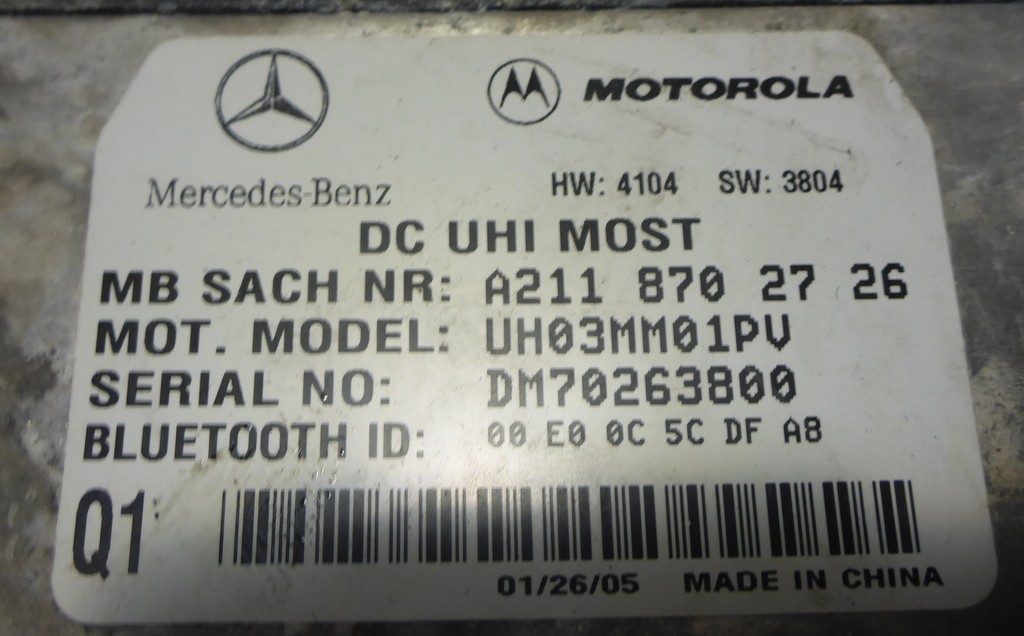 MOTOROLA
Mercedes-Benz
HW: 4104 SW: 3804
DC UHI MOST
MB SACH NR: A211 870 27 26
MOT. MODEL: UH03MM01PV
SERIAL NO: DM70263800
BLUETOOTH ID: 00 E0 0C 5C DF A8
Q1
01/26/05 MADE IN CHINA